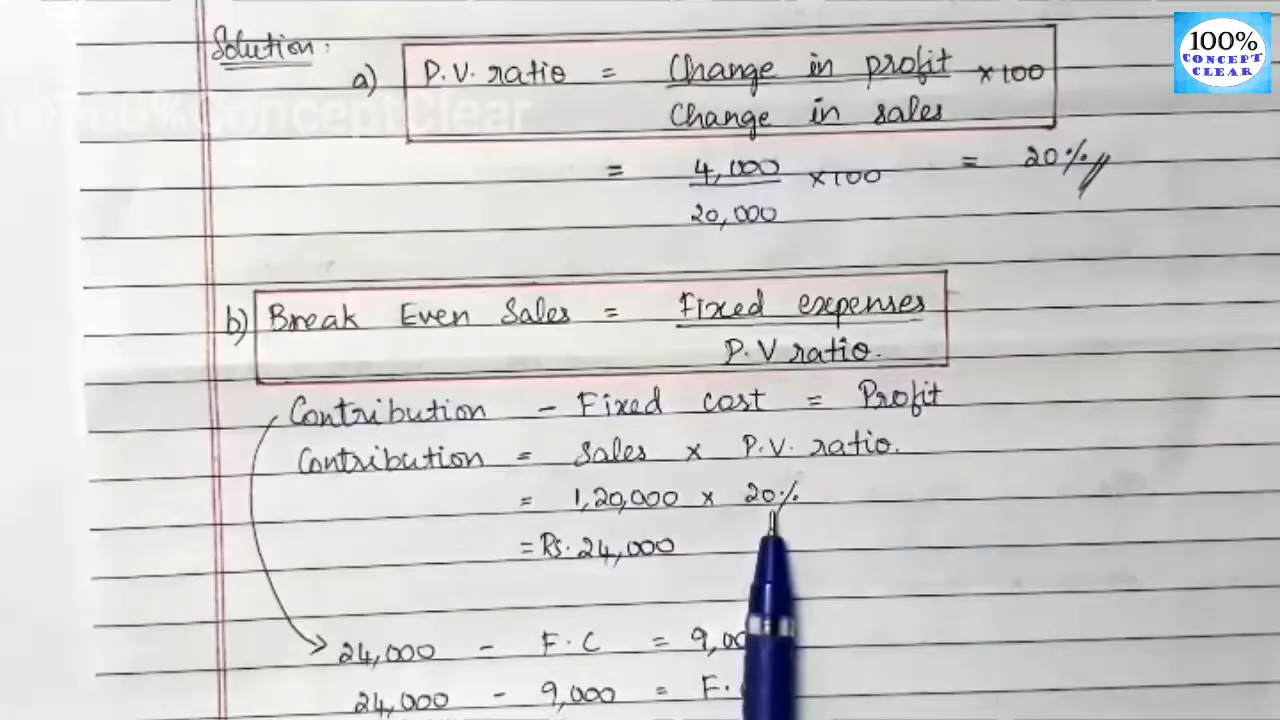 100%
CONCEPT
CLEAR
Solution:
a) P.V. ratio = Change in profit × 100
Change in sales
= 4,000 × 100 = 20%
20,000
b) Break Even Sales = Fixed expenses
P.V ratio.
Contribution - Fixed cost = Profit
Contribution = Sales × P.V. ratio.
= 1,20,000 × 20%
= Rs. 24,000
24,000 - F.C = 9,00
24,000 - 9,000 = F.